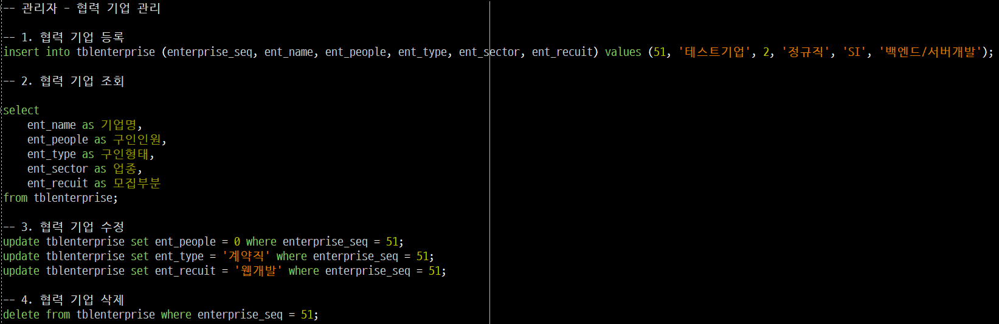 -- 관리자 - 협력 기업 관리
-- 1. 협력 기업 등록
insert into tblenterprise (enterprise_seq, ent_name, ent_people, ent_type, ent_sector, ent_recuit) values (51, '테스트기업', 2, '정규직', 'SI', '백엔드/서버개발');
-- 2. 협력 기업 조회
select
ent_name as 기업명,
ent_people as 구인인원,
ent_type as 구인형태,
ent_sector as 업종,
ent_recuit as 모집부분
from tblenterprise;
-- 3. 협력 기업 수정
update tblenterprise set ent_people = 0 where enterprise_seq = 51;
update tblenterprise set ent_type = '계약직' where enterprise_seq = 51;
update tblenterprise set ent_recuit = '웹개발' where enterprise_seq = 51;
-- 4. 협력 기업 삭제
delete from tblenterprise where enterprise_seq = 51;